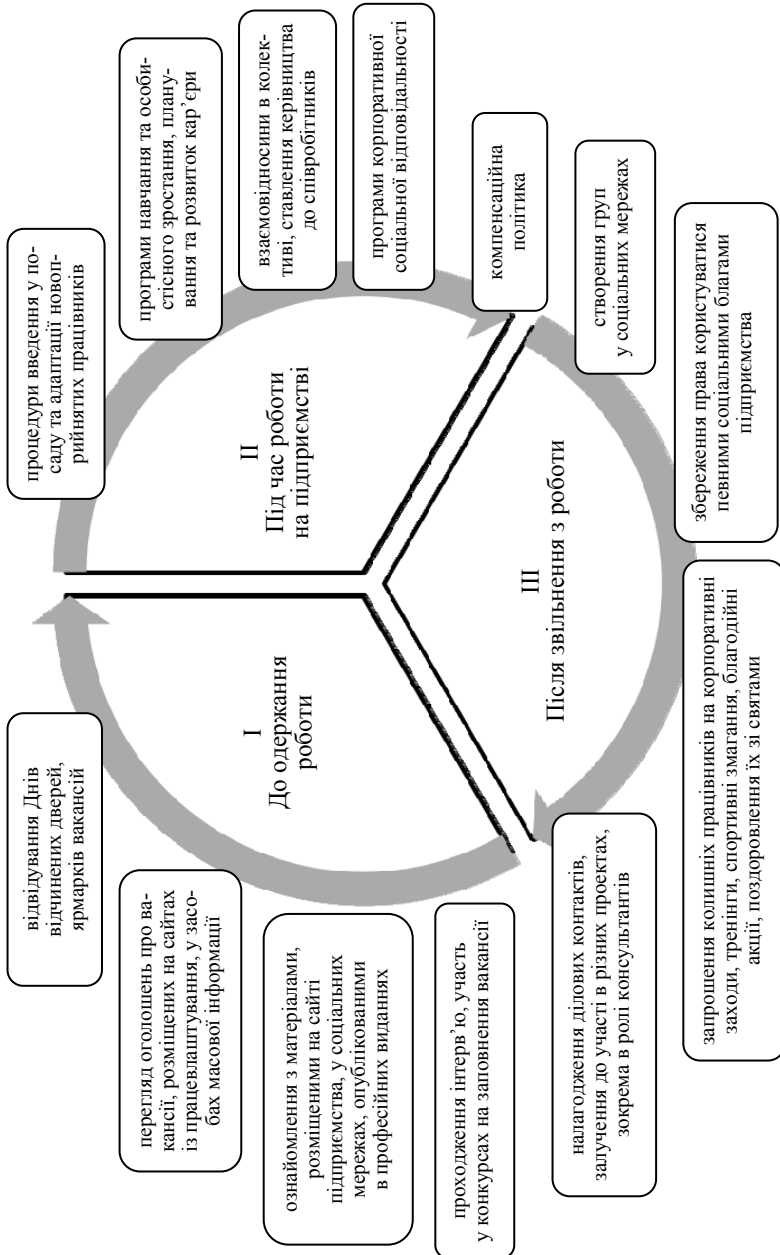 відвідування Днів
відчинених дверей,
ярмарків вакансій
перегляд оголошень про ва-
кансії, розміщених на сайтах
із працевлаштування, у засо-
бах масової інформації
ознайомлення з матеріалами,
розміщеними на сайті
підприємства, у соціальних
мережах, опублікованими
в професійних виданнях
проходження інтерв’ю, участь
у конкурсах на заповнення вакансії
I
До одержання
роботи
процедури введення у по-
саду та адаптації новоп-
рийнятих працівників
програми навчання та особи-
стісного зростання, плану-
вання та розвиток кар’єри
взаємовідносини в колек-
тиві, ставлення керівництва
до співробітників
програми корпоративної
соціальної відповідальності
компенсаційна
політика
II
Під час роботи
на підприємстві
створення груп
у соціальних мережах
збереження права користуватися
певними соціальними благами
підприємства
запрошення колишніх працівників на корпоративні
заходи, тренінги, спортивні змагання, благодійні
акції, поздоровлення їх зі святами
налагодження ділових контактів,
залучення до участі в різних проектах,
зокрема в ролі консультантів
III
Після звільнення з роботи